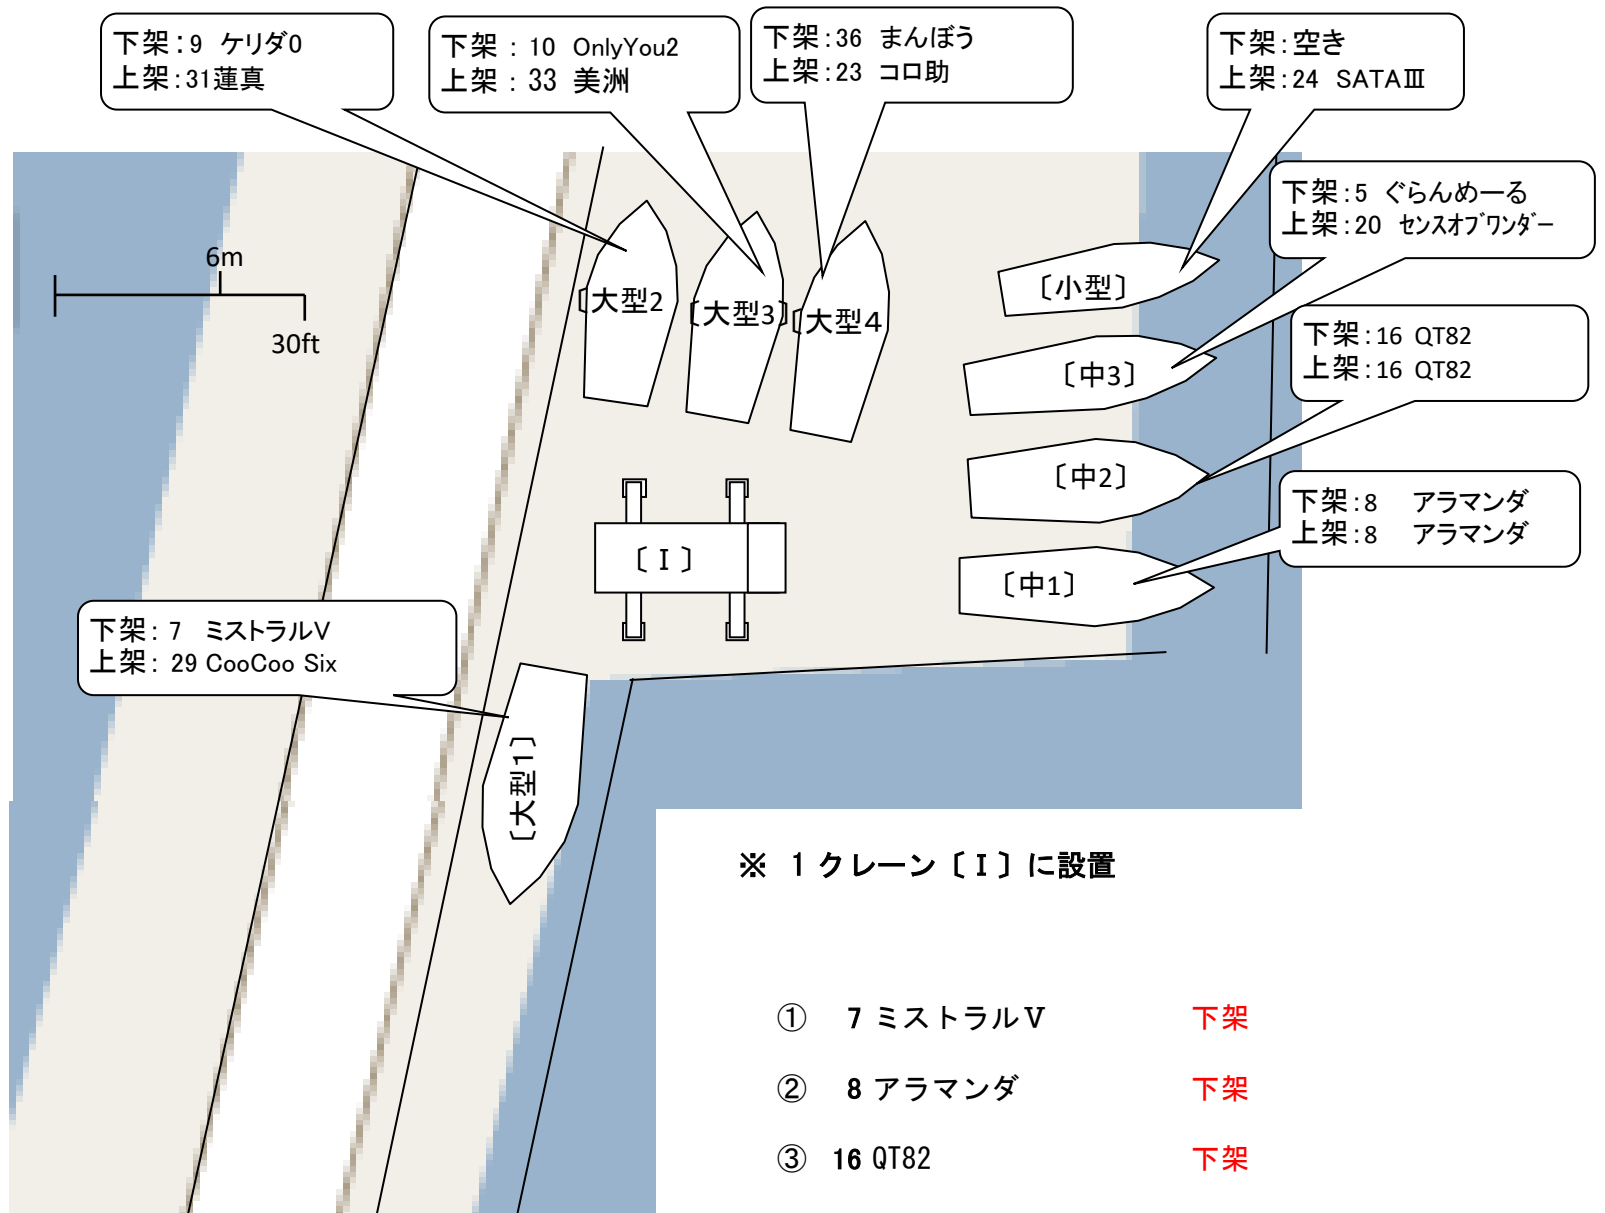 下架：9 ケリダ0
上架：31蓮真
下架 ： 10 OnlyYou2
上架 ： 33 美洲
下架：36 まんぼう
上架：23 コロ助
下架：空き
上架：24 SATAⅢ
下架：5 ぐらんめーる
上架：20 ｾﾝｽｵﾌﾞﾜﾝﾀﾞｰ
6m
30ft
〔大型2
〔大型3〕
〔大型４
〔小型〕
〔中3〕
下架：16 QT82
上架：16 QT82
〔中2〕
下架：8 アラマンダ
上架：8 アラマンダ
〔Ⅰ〕
〔中1〕
下架： 7 ミストラルV
上架： 29 CooCoo Six
〔大型1〕
※ 1 クレーン〔Ⅰ〕に設置
① 7 ミストラルⅤ 下架
② 8 アラマンダ 下架
③ 16 QT82 下架